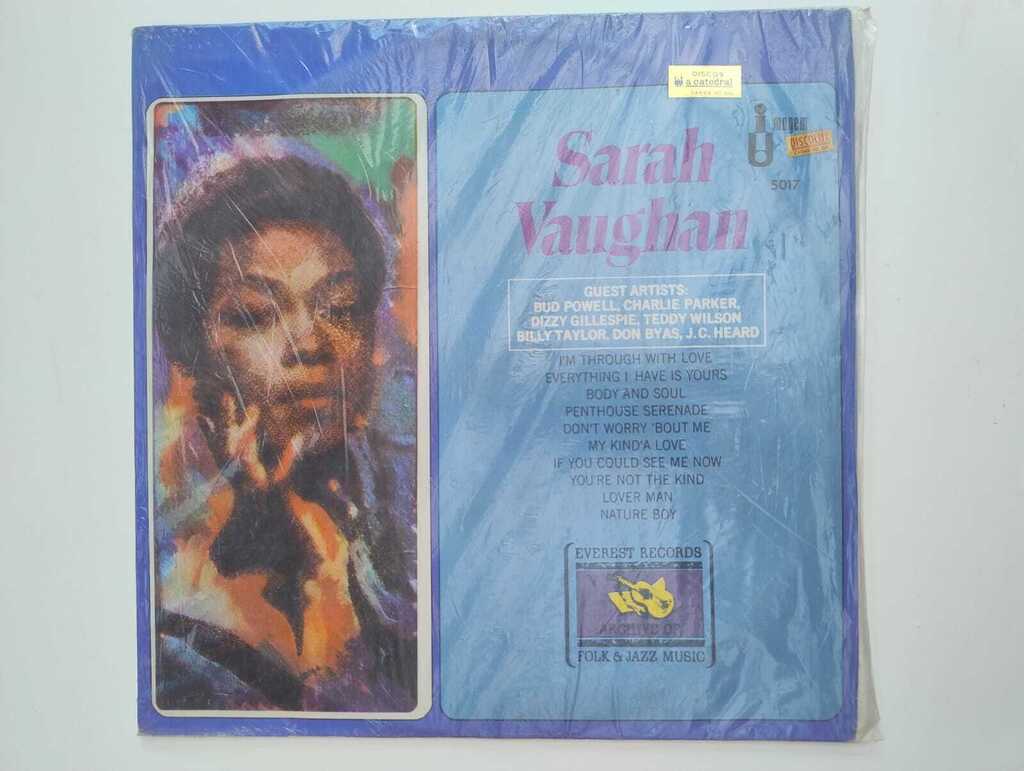 DISCOS
a catedral
Sarah
Vaughan
imagem
DISCOLÂR
5017
GUEST ARTISTS:
BUD POWELL, CHARLIE PARKER,
DIZZY GILLESPIE, TEDDY WILSON
BILLY TAYLOR, DON BYAS, J.C. HEARD
I'M THROUGH WITH LOVE
EVERYTHING I HAVE IS YOURS
BODY AND SOUL
PENTHOUSE SERENADE
DON'T WORRY 'BOUT ME
MY KIND'A LOVE
IF YOU COULD SEE ME NOW
YOU'RE NOT THE KIND
LOVER MAN
NATURE BOY
EVEREST RECORDS
ARCHIVE OF
FOLK & JAZZ MUSIC